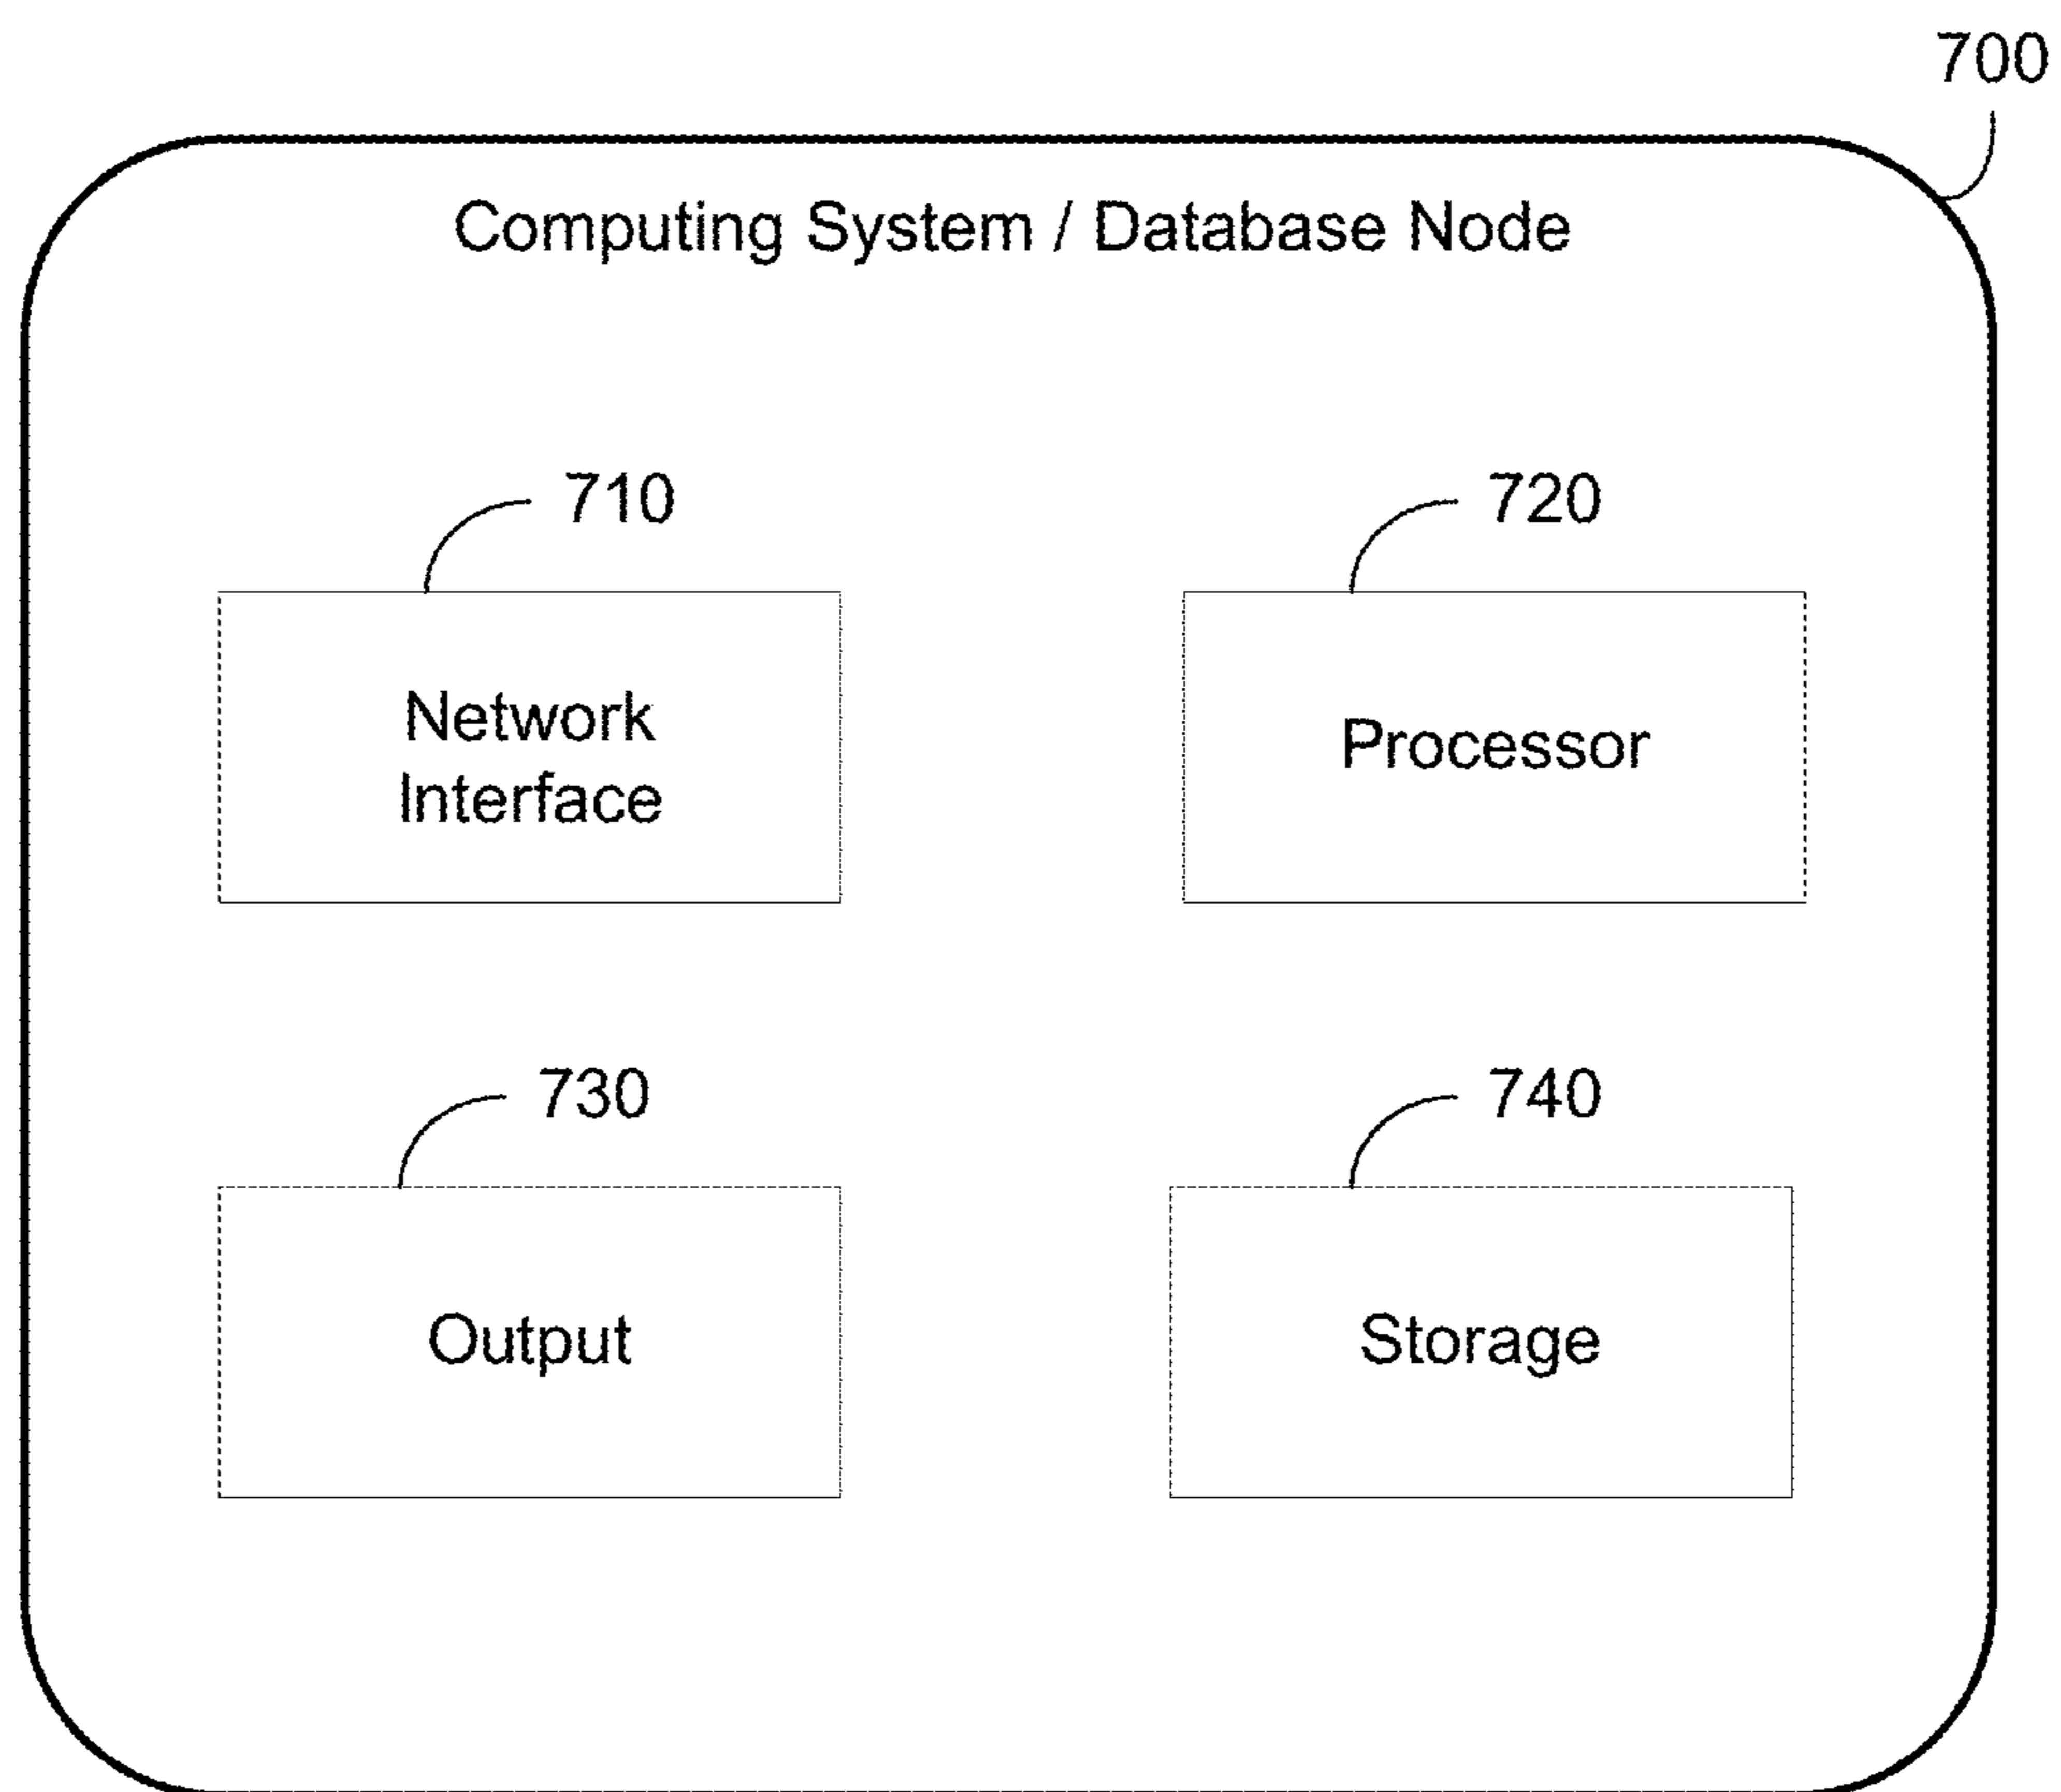 700
Computing System / Database Node
710
720
Network
Interface
Processor
730
740
Output
Storage